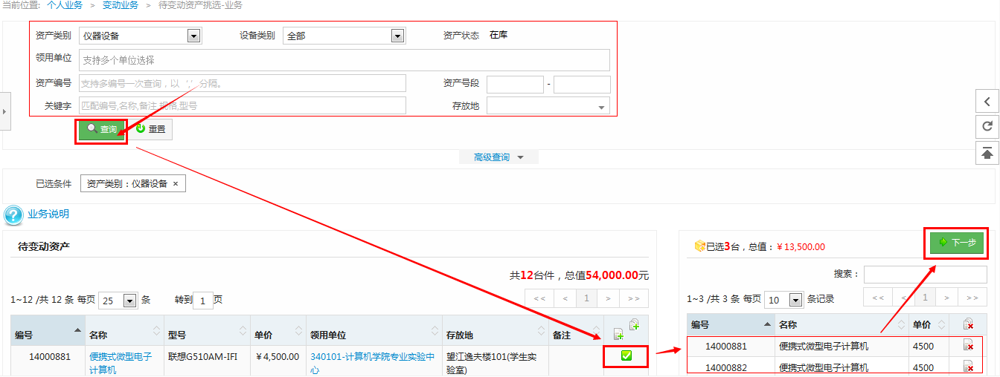 当前位置: 个人业务 > 变动业务 > 待变动资产挑选-业务
资产类别 仪器设备 设备类别 全部 资产状态 在库
领用单位 支持多个单位选择
资产编号 支持多编号一次查询，以 "," 分隔。 资产号段 -
关键字 匹配编号,名称,备注,规格,型号 存放地
查询 重置
高级查询
已选条件 资产类别：仪器设备 ×
业务说明
待变动资产
共12台件，总值54,000.00元
1~12 /共 12 条 每页 25 条 转到 1 页
<< < 1 > >>
编号 名称 型号 单价 领用单位 存放地 备注
14000881 便携式微型电子计算机 联想G510AM-IFI ￥4,500.00 340101-计算机学院专业实验中心 望江逸夫楼101(学生实验室)
已选3台，总值：￥13,500.00 下一步
搜索：
1~3 /共 3 条 每页 10 条记录
<< < 1 > >>
编号 名称 单价
14000881 便携式微型电子计算机 4500
14000882 便携式微型电子计算机 4500